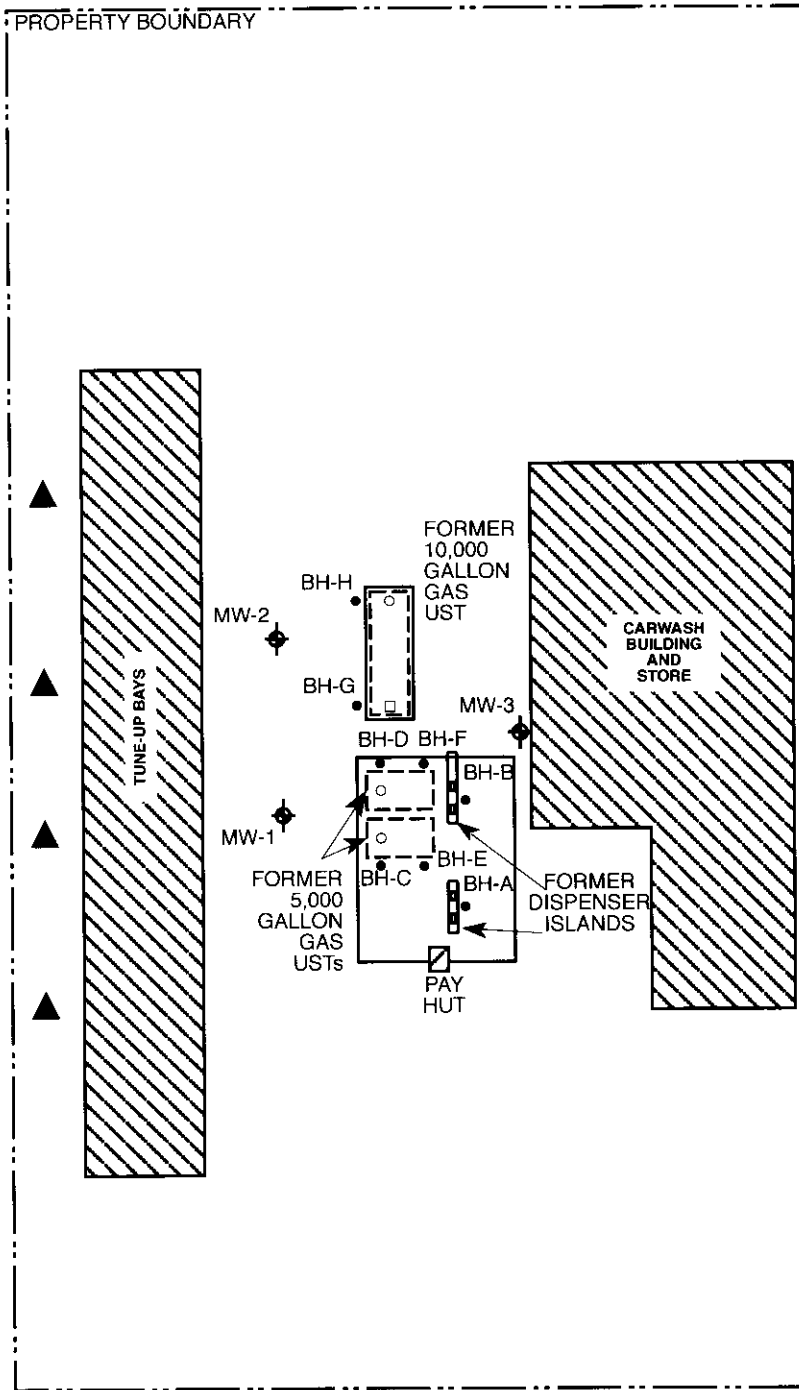 PROPERTY BOUNDARY
FORMER
10,000
GALLON
GAS
UST
BH-H
MW-2
CARWASH
BUILDING
AND
STORE
TUNE-UP BAYS
BH-G
MW-3
BH-D
BH-F
BH-B
MW-1
BH-E
BH-C
BH-A
FORMER
5,000
GALLON
GAS
USTs
FORMER
DISPENSER
ISLANDS
PAY
HUT